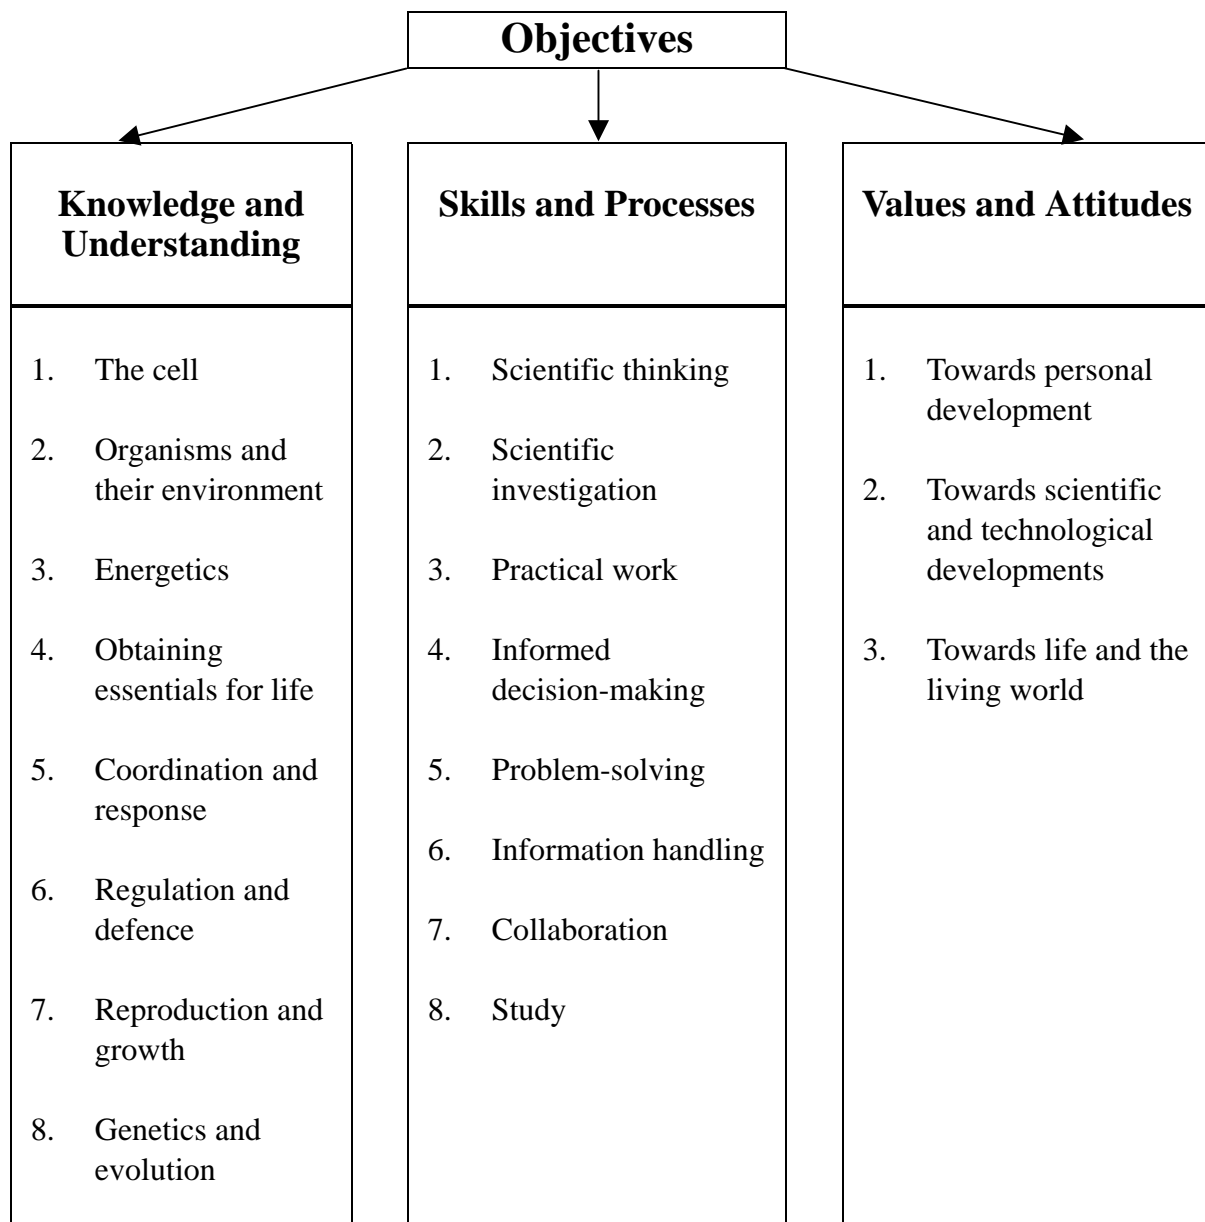 Objectives
Knowledge and
Understanding
1. The cell
2. Organisms and
their environment
3. Energetics
4. Obtaining
essentials for life
5. Coordination and
response
6. Regulation and
defence
7. Reproduction and
growth
8. Genetics and
evolution
Skills and Processes
1. Scientific thinking
2. Scientific
investigation
3. Practical work
4. Informed
decision-making
5. Problem-solving
6. Information handling
7. Collaboration
8. Study
Values and Attitudes
1. Towards personal
development
2. Towards scientific
and technological
developments
3. Towards life and the
living world